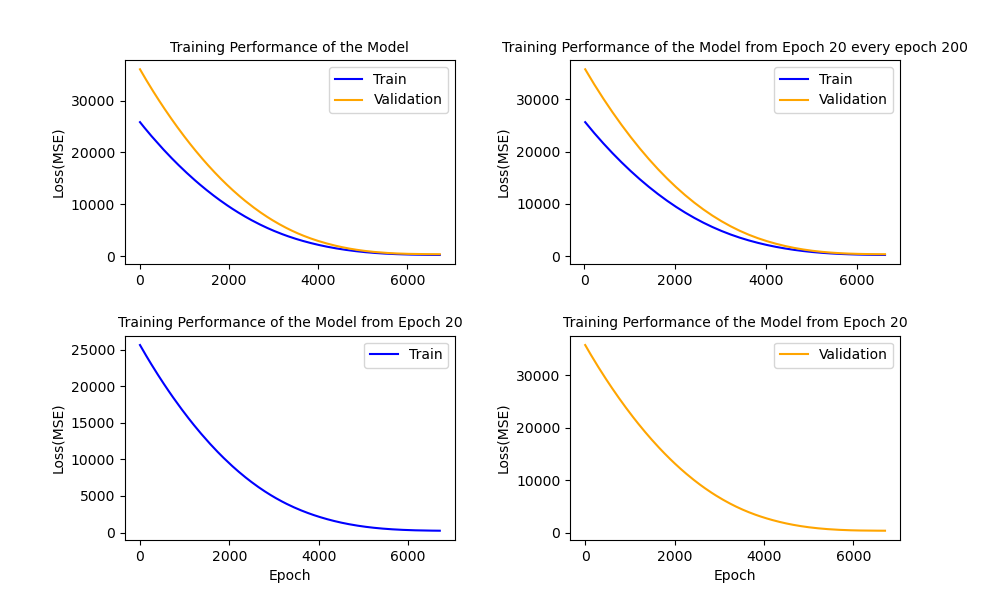 Training Performance of the Model
Loss(MSE)
30000
20000
10000
0
0 2000 4000 6000
Train
Validation
Training Performance of the Model from Epoch 20 every epoch 200
Loss(MSE)
30000
20000
10000
0
0 2000 4000 6000
Train
Validation
Training Performance of the Model from Epoch 20
Loss(MSE)
25000
20000
15000
10000
5000
0
0 2000 4000 6000
Epoch
Train
Training Performance of the Model from Epoch 20
Loss(MSE)
30000
20000
10000
0
0 2000 4000 6000
Epoch
Validation